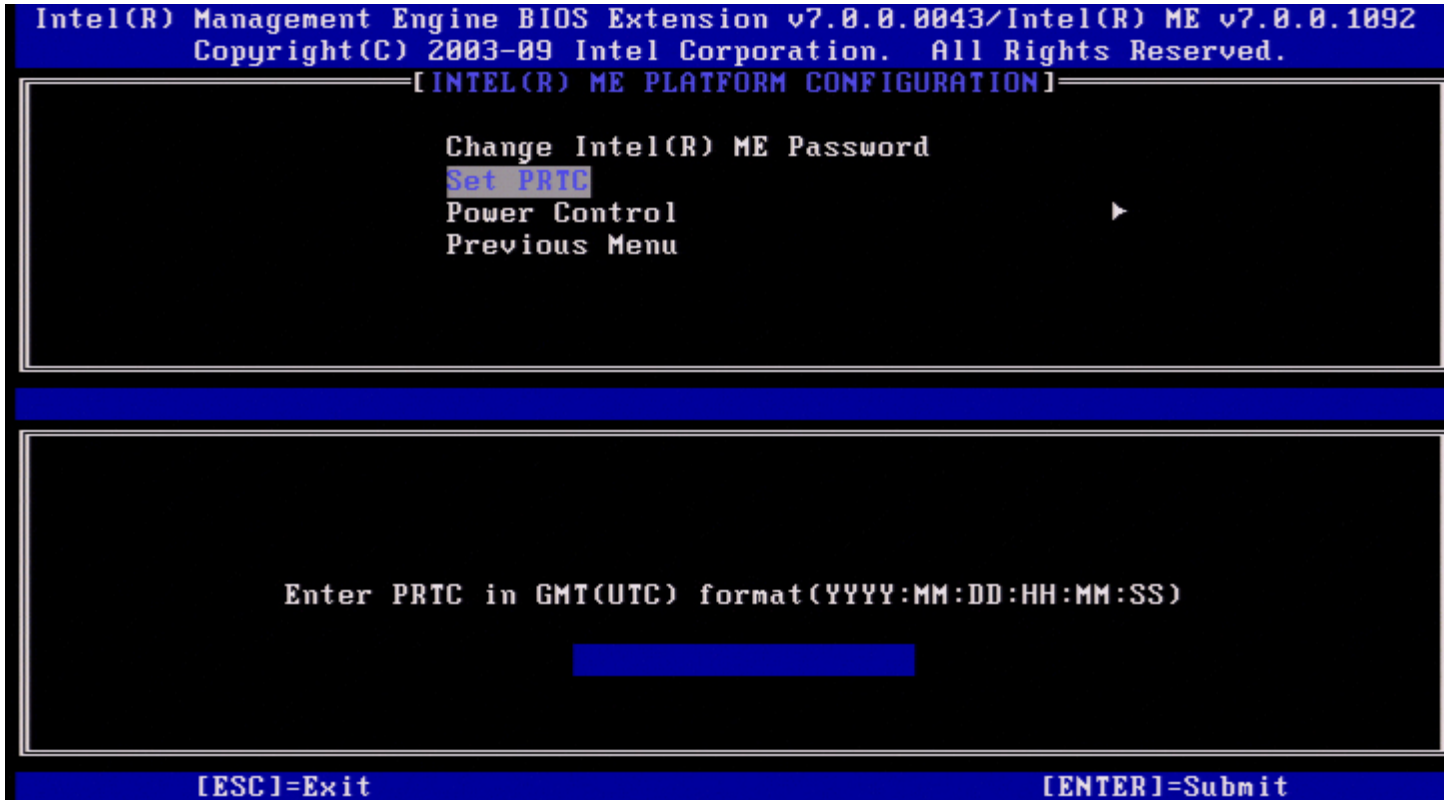 Intel(R) Management Engine BIOS Extension v7.0.0.0043/Intel(R) ME v7.0.0.1092
Copyright(C) 2003-09 Intel Corporation.  All Rights Reserved.
[INTEL(R) ME PLATFORM CONFIGURATION]
Change Intel(R) ME Password
Set PRTC
Power Control
Previous Menu
Enter PRTC in GMT(UTC) format(YYYY:MM:DD:HH:MM:SS)
[ESC]=Exit [ENTER]=Submit